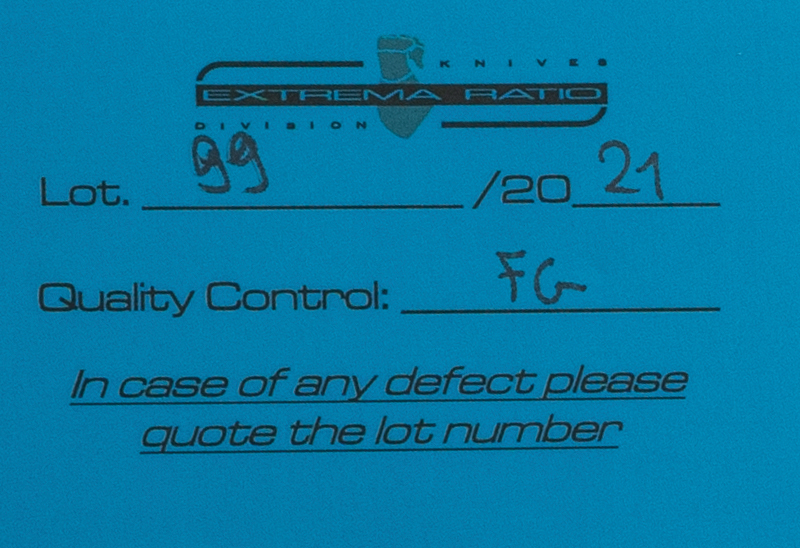 KNIVES
EXTREMA RATIO
DIVISION
Lot. 99 /20 21
Quality Control: FG
In case of any defect please
quote the lot number